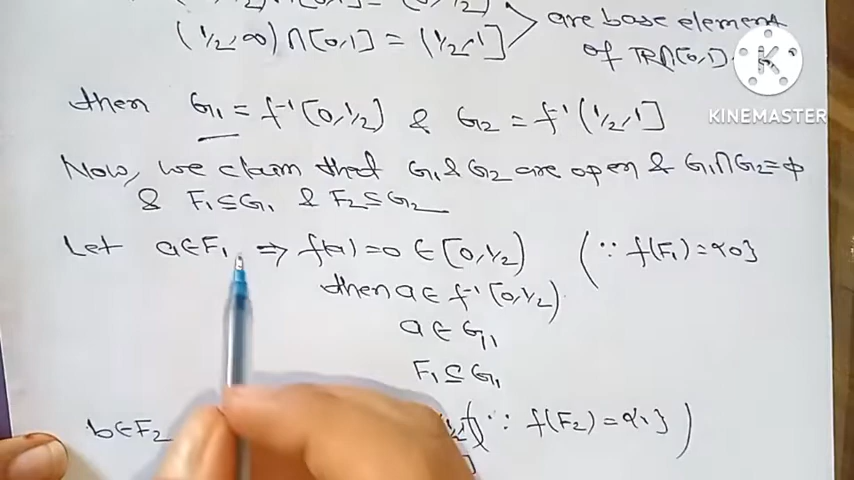 are base element
(1/2, ∞) ∩ [0,1] = (1/2, 1]
of
KINEMASTER
then G₁ = f⁻¹[0, 1/2) & G₂ = f⁻¹(1/2, 1]
Now, we claim that G₁ & G₂ are open & G₁ ∩ G₂ = φ
& F₁ ⊆ G₁ & F₂ ⊆ G₂
Let a ∈ F₁ ⇒ f(a) = 0 ∈ [0, 1/2) (∵ f(F₁) = {0}
then a ∈ f⁻¹[0, 1/2)
a ∈ G₁
F₁ ⊆ G₁
b ∈ F₂ ∵ f(F₂) = {1})